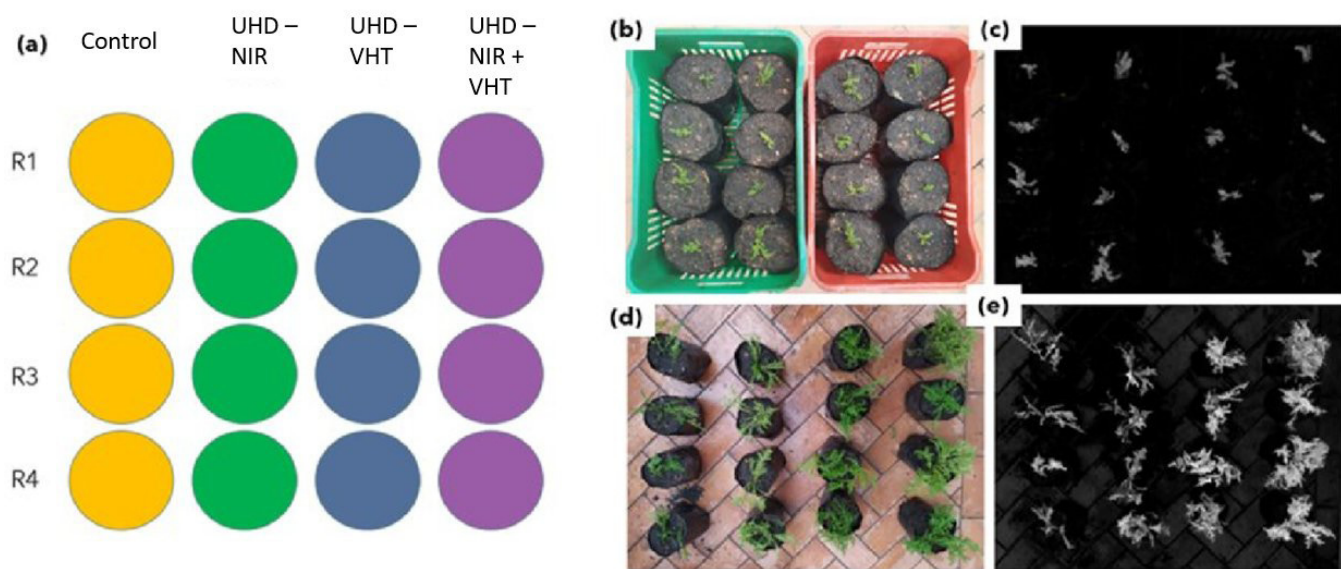 (a)
Control
UHD –
NIR
UHD –
VHT
UHD –
NIR +
VHT
R1
R2
R3
R4
(b)
(c)
(d)
(e)